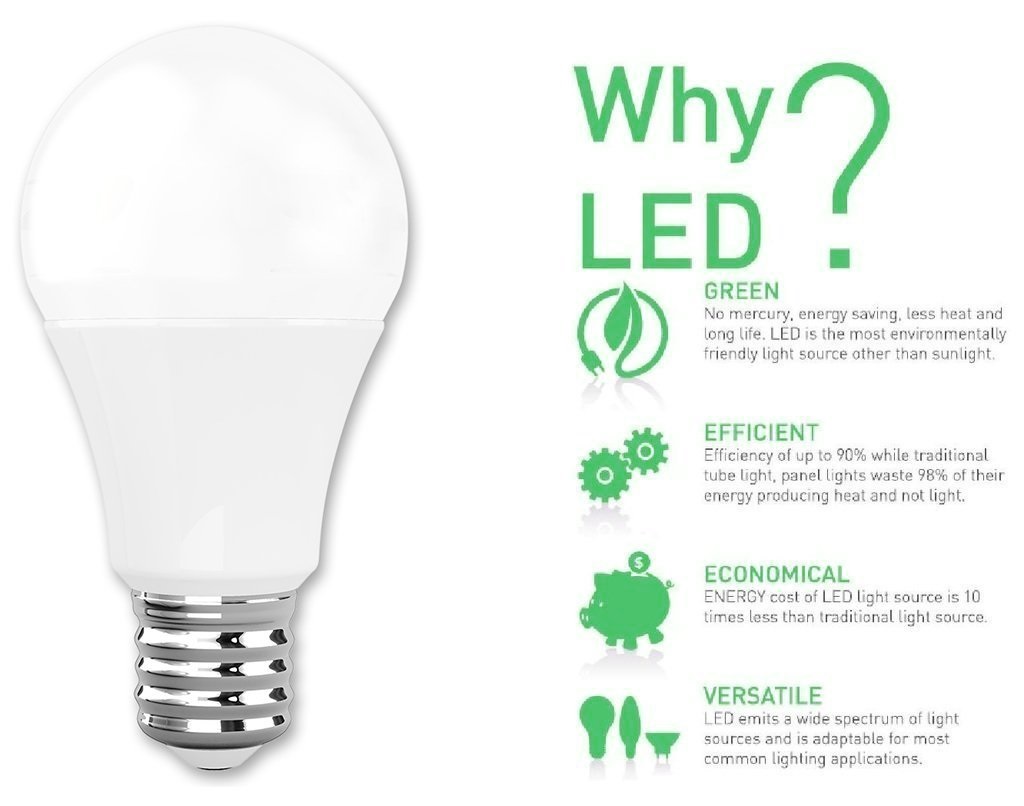 Why?
LED
GREEN
No mercury, energy saving, less heat and
long life. LED is the most environmentally
friendly light source other than sunlight.
EFFICIENT
Efficiency of up to 90% while traditional
tube light, panel lights waste 98% of their
energy producing heat and not light.
$
ECONOMICAL
ENERGY cost of LED light source is 10
times less than traditional light source.
VERSATILE
LED emits a wide spectrum of light
sources and is adaptable for most
common lighting applications.